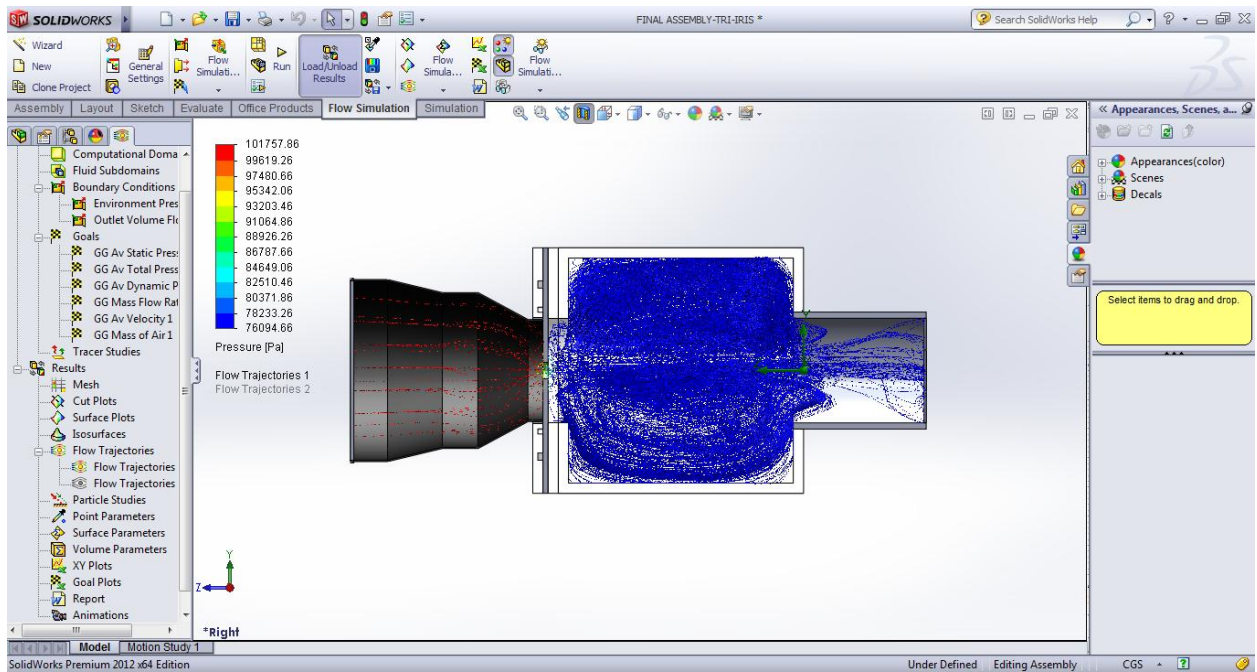 SOLIDWORKS
FINAL ASSEMBLY-TRI-IRIS *
Search SolidWorks Help
Wizard
New
Clone Project
General Settings
Flow Simulati...
Run
Load/Unload Results
Flow Simula...
Flow Simulati...
Assembly Layout Sketch Evaluate Office Products Flow Simulation Simulation
Appearances, Scenes, a...
Computational Doma
Fluid Subdomains
Boundary Conditions
Environment Pres
Outlet Volume Flo
Goals
GG Av Static Press
GG Av Total Press
GG Av Dynamic P
GG Mass Flow Rat
GG Av Velocity 1
GG Mass of Air 1
Tracer Studies
Results
Mesh
Cut Plots
Surface Plots
Isosurfaces
Flow Trajectories
Flow Trajectories
Flow Trajectories
Particle Studies
Point Parameters
Surface Parameters
Volume Parameters
XY Plots
Goal Plots
Report
Animations
101757.86
99619.26
97480.66
95342.06
93203.46
91064.86
88926.26
86787.66
84649.06
82510.46
80371.86
78233.26
76094.66
Pressure [Pa]
Flow Trajectories 1
Flow Trajectories 2
Y
Y
Z
*Right
Appearances(color)
Scenes
Decals
Select items to drag and drop.
Model Motion Study 1
SolidWorks Premium 2012 x64 Edition
Under Defined Editing Assembly CGS